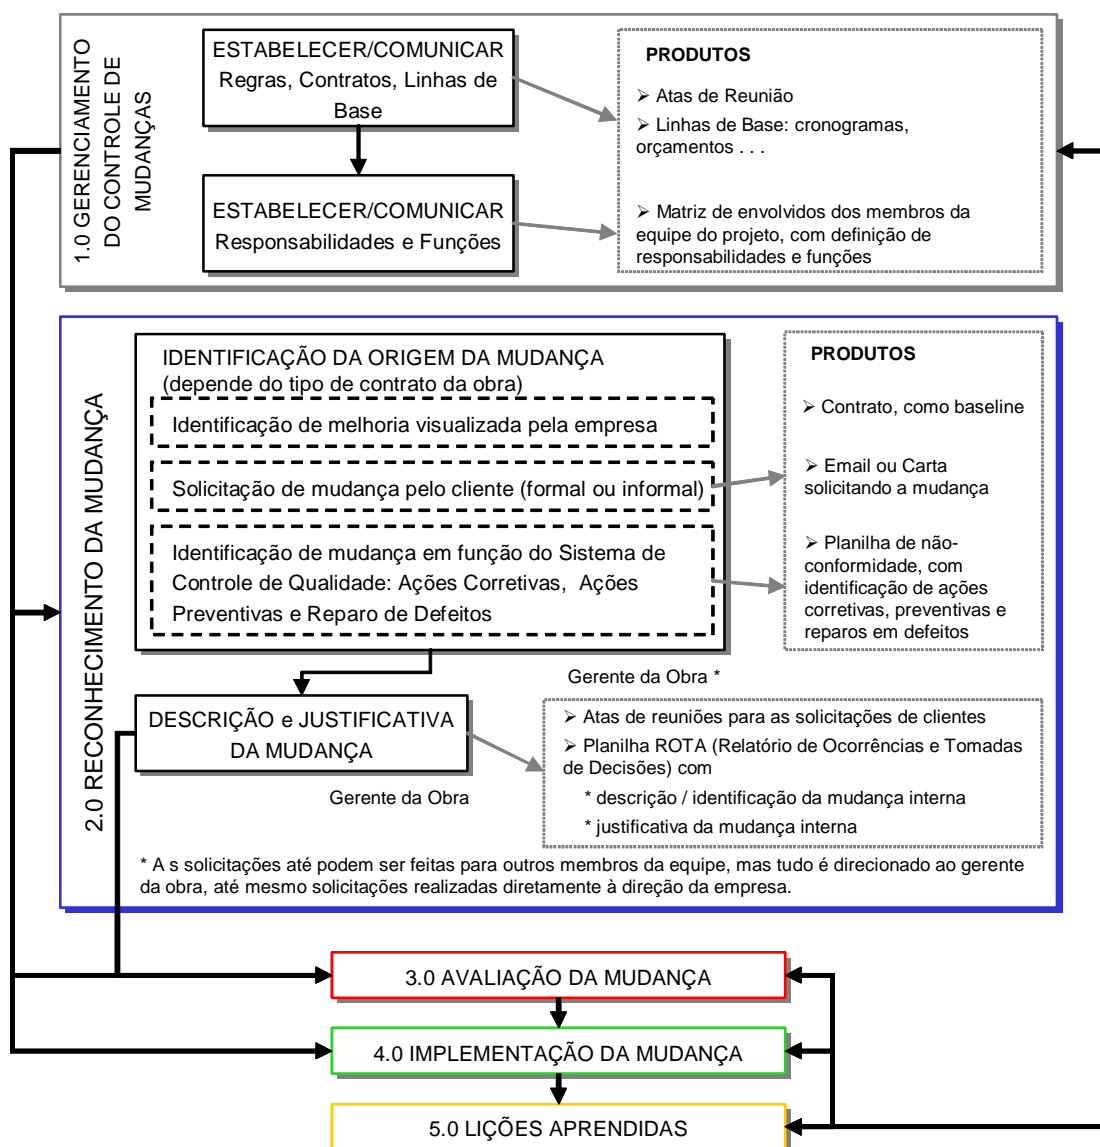 1.0 GERENCIAMENTO
DO CONTROLE DE
MUDANÇAS
ESTABELECER/COMUNICAR
Regras, Contratos, Linhas de
Base
ESTABELECER/COMUNICAR
Responsabilidades e Funções
PRODUTOS
➢ Atas de Reunião
➢ Linhas de Base: cronogramas,
orçamentos . . .
➢ Matriz de envolvidos dos membros da
equipe do projeto, com definição de
responsabilidades e funções
2.0 RECONHECIMENTO DA MUDANÇA
IDENTIFICAÇÃO DA ORIGEM DA MUDANÇA
(depende do tipo de contrato da obra)
Identificação de melhoria visualizada pela empresa
Solicitação de mudança pelo cliente (formal ou informal)
Identificação de mudança em função do Sistema de
Controle de Qualidade: Ações Corretivas, Ações
Preventivas e Reparo de Defeitos
PRODUTOS
➢ Contrato, como baseline
➢ Email ou Carta
solicitando a mudança
➢ Planilha de não-
conformidade, com
identificação de ações
corretivas, preventivas e
reparos em defeitos
Gerente da Obra *
DESCRIÇÃO e JUSTIFICATIVA
DA MUDANÇA
Gerente da Obra
➢ Atas de reuniões para as solicitações de clientes
➢ Planilha ROTA (Relatório de Ocorrências e Tomadas
de Decisões) com
* descrição / identificação da mudança interna
* justificativa da mudança interna
* A s solicitações até podem ser feitas para outros membros da equipe, mas tudo é direcionado ao gerente
da obra, até mesmo solicitações realizadas diretamente à direção da empresa.
3.0 AVALIAÇÃO DA MUDANÇA
4.0 IMPLEMENTAÇÃO DA MUDANÇA
5.0 LIÇÕES APRENDIDAS